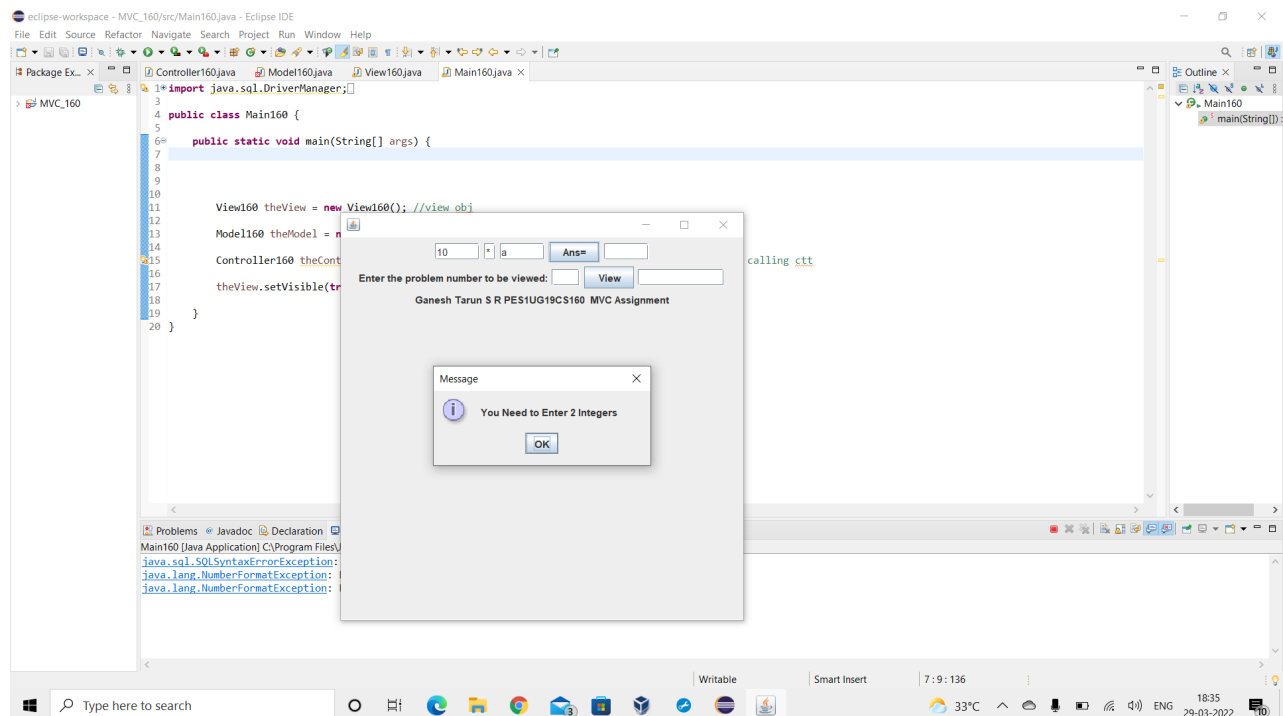 eclipse-workspace - MVC_160/src/Main160.java - Eclipse IDE
File Edit Source Refactor Navigate Search Project Run Window Help
Package Ex...
Controller160.java Model160.java View160.java Main160.java
Outline
MVC_160
Main160
main(String[]) :
1 import java.sql.DriverManager;
3
4 public class Main160 {
5
6 public static void main(String[] args) {
7
8
9
10
11 View160 theView = new View160(); //view obj
12
13 Model160 theModel = n
14
15 Controller160 theCont calling ctt
16
17 theView.setVisible(tr
18
19 }
20 }
10 * a Ans=
Enter the problem number to be viewed: View
Ganesh Tarun S R PES1UG19CS160 MVC Assignment
Message
You Need to Enter 2 Integers
OK
Problems Javadoc Declaration
Main160 [Java Application] C:\Program Files\J
java.sql.SQLSyntaxErrorException:
java.lang.NumberFormatException:
java.lang.NumberFormatException:
Writable Smart Insert 7 : 9 : 136
Type here to search
3
33°C ENG
18:35
29-03-2022
10